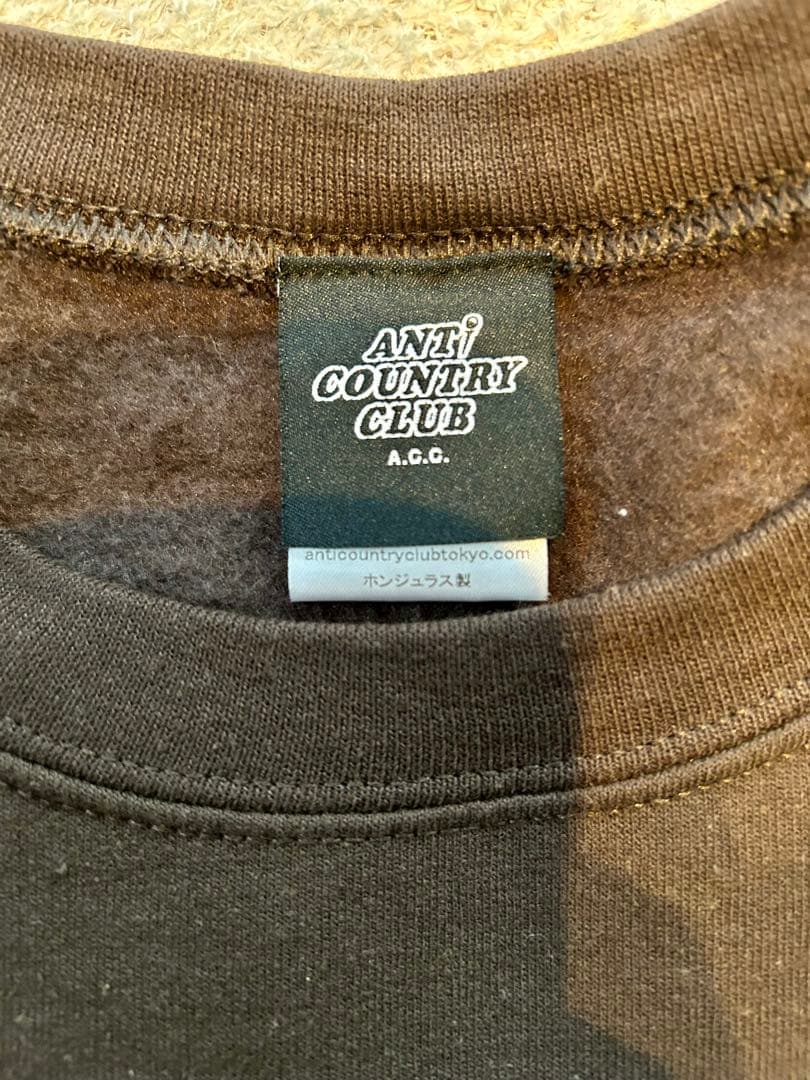 ANTi
COUNTRY
CLUB
A.C.C.
anticountryclubtokyo.com
ホンジュラス製